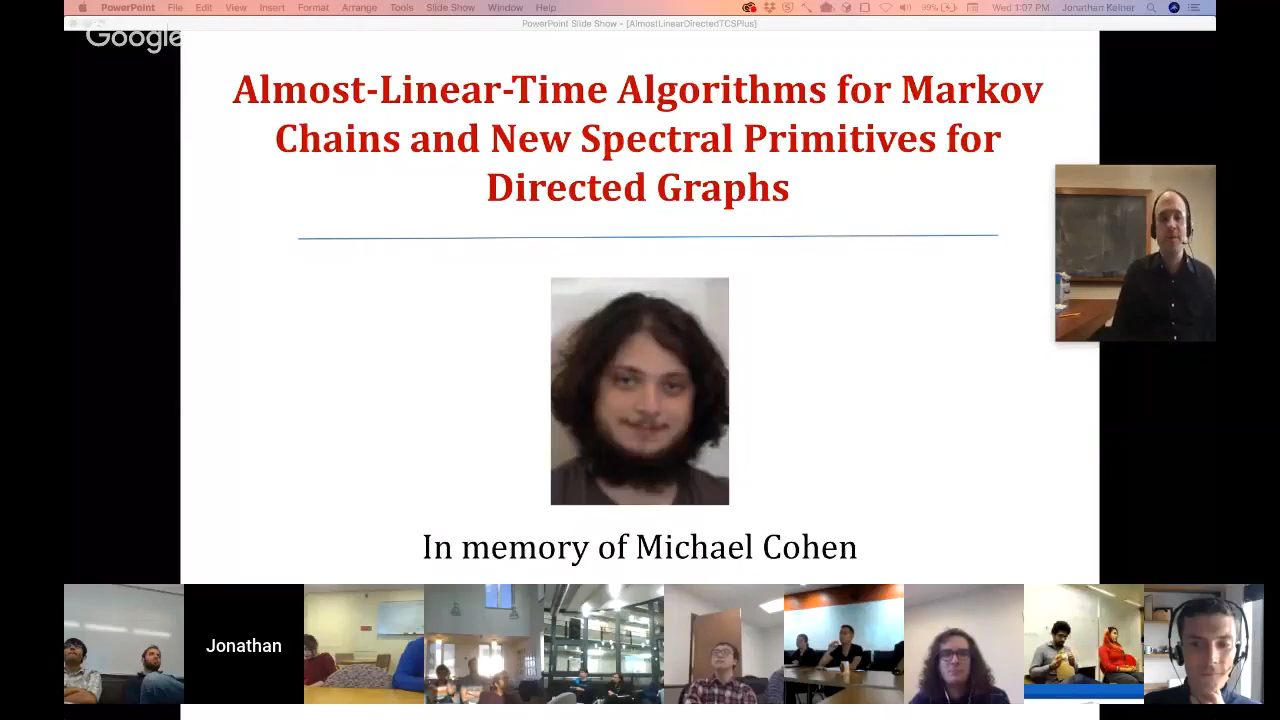 PowerPoint File Edit View Insert Format Arrange Tools Slide Show Window Help 99% Wed 1:07 PM Jonathan Kelner
PowerPoint Slide Show - [AlmostLinearDirectedTCSPlus]
Google
Almost-Linear-Time Algorithms for Markov
Chains and New Spectral Primitives for
Directed Graphs
In memory of Michael Cohen
Jonathan